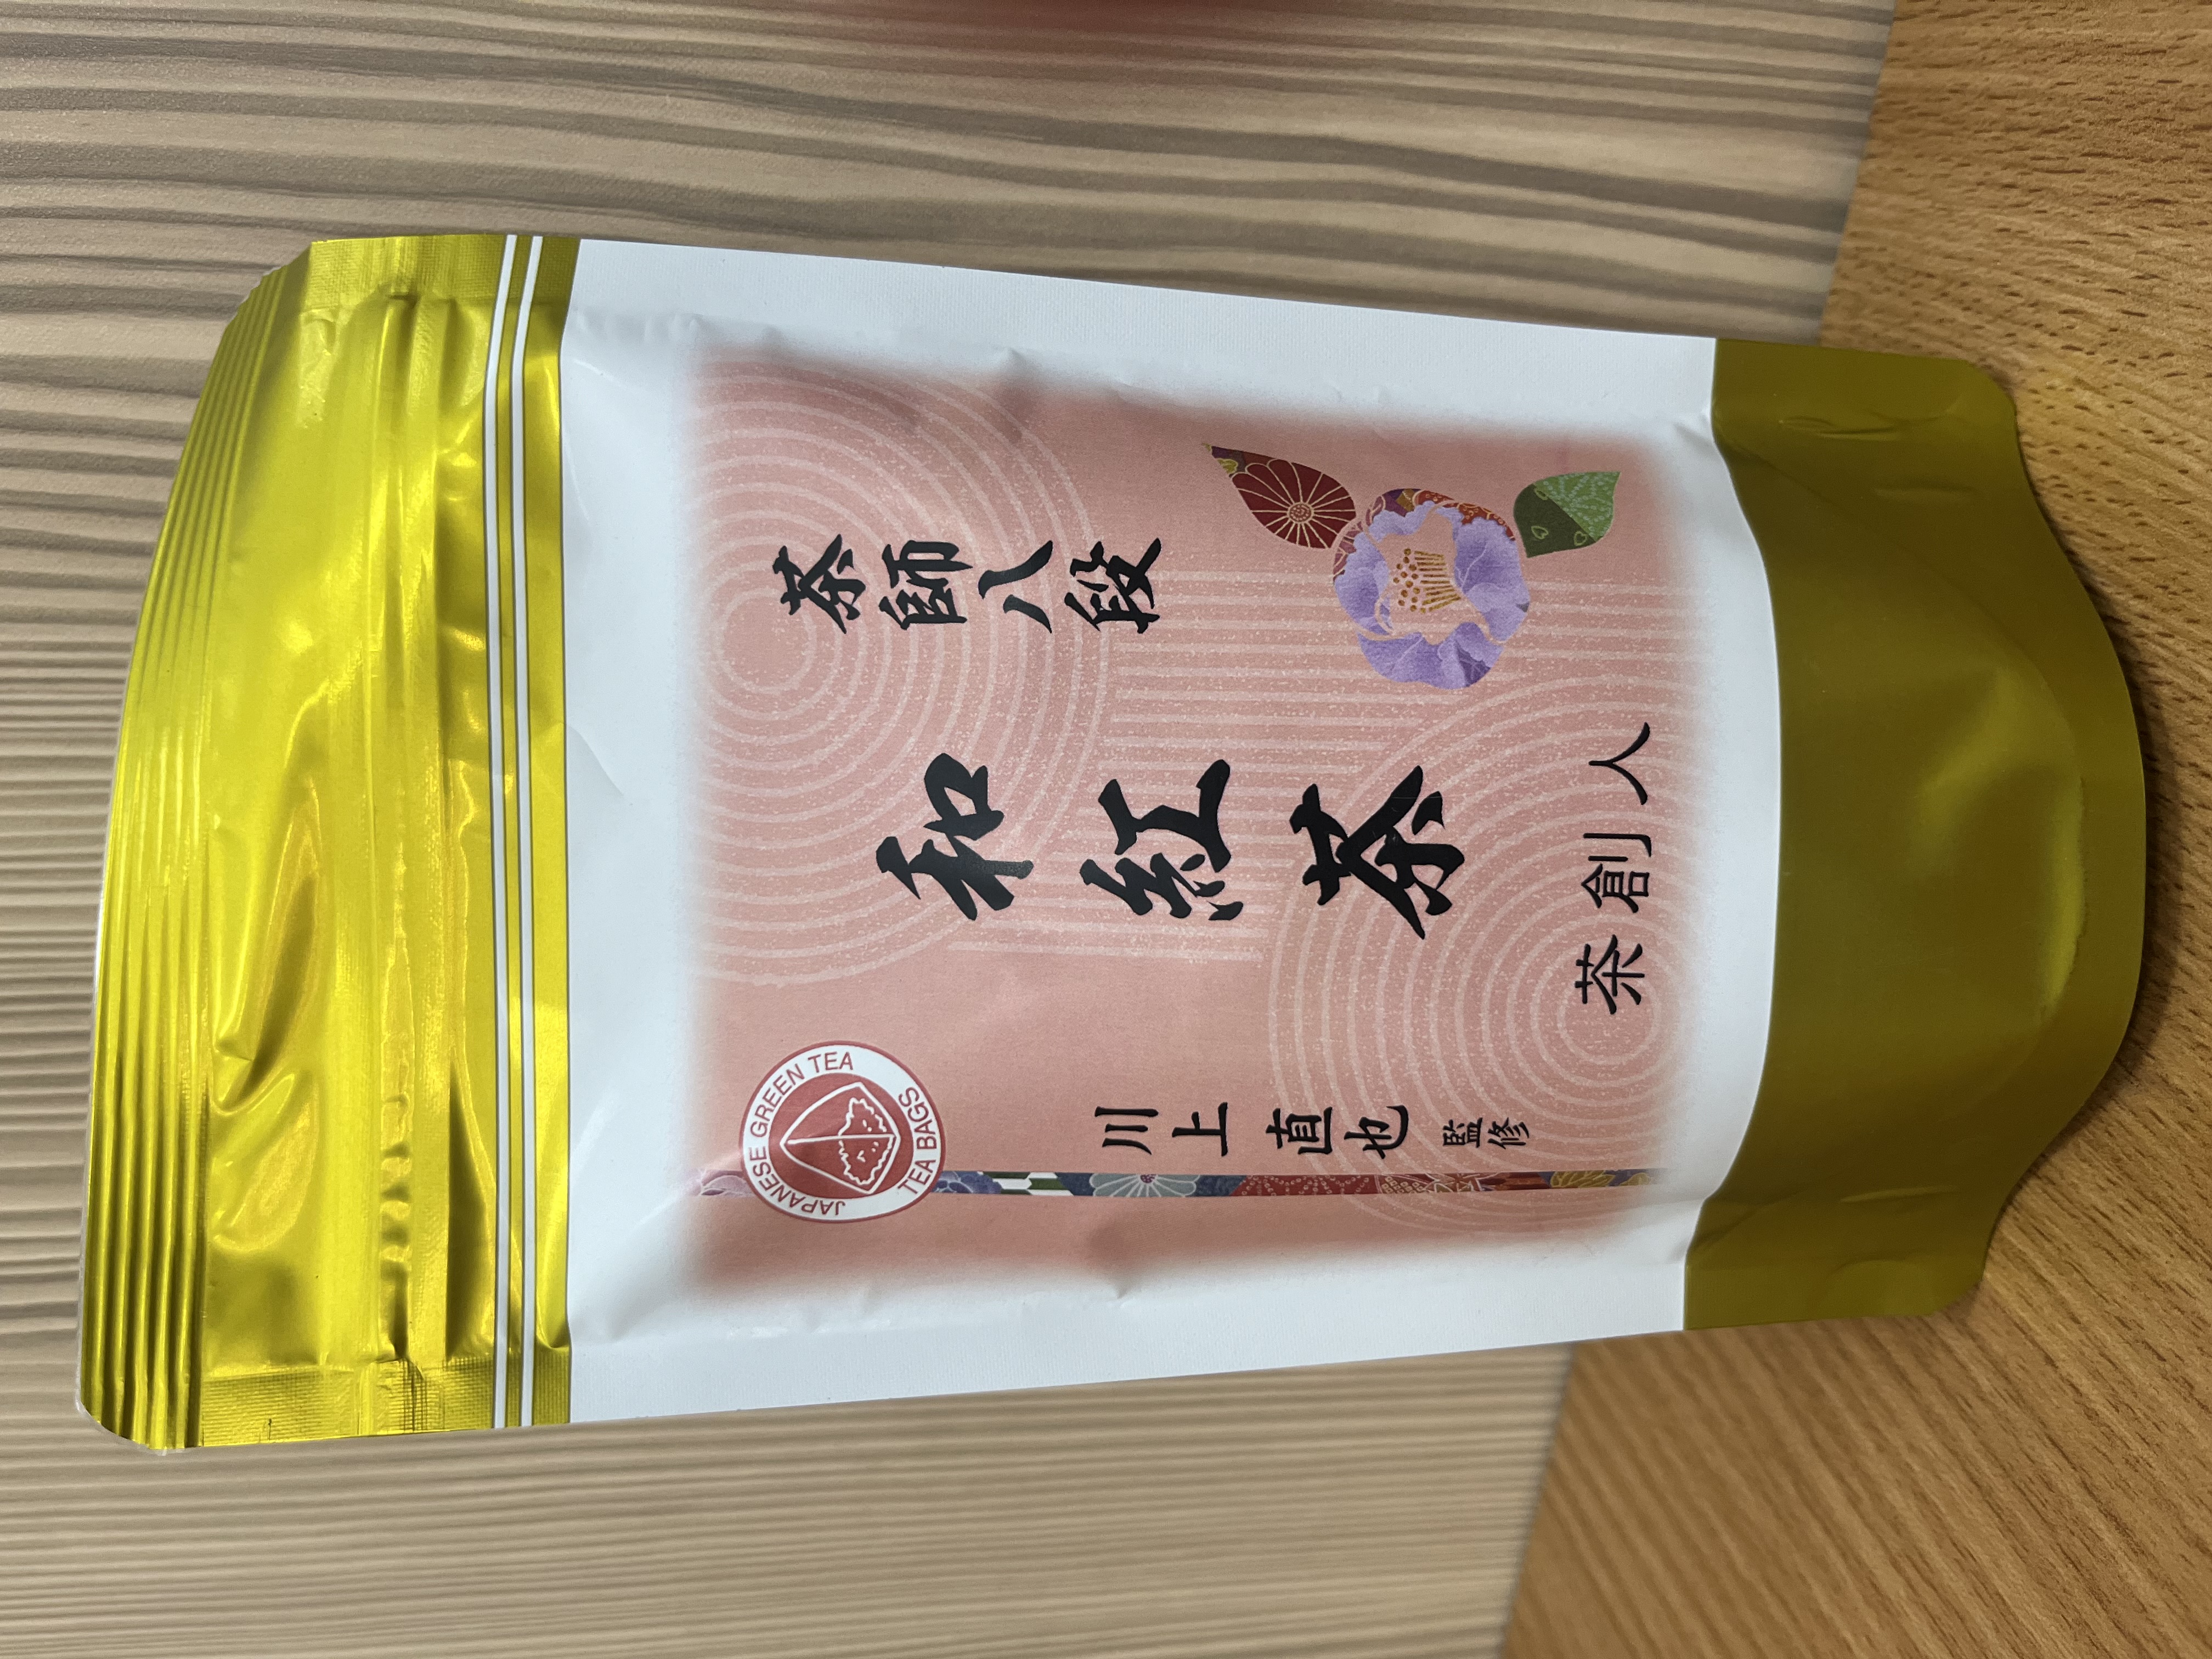 茶師八段
和紅茶
川上直也監修
JAPANESE GREEN TEA
TEA BAGS
茶創人